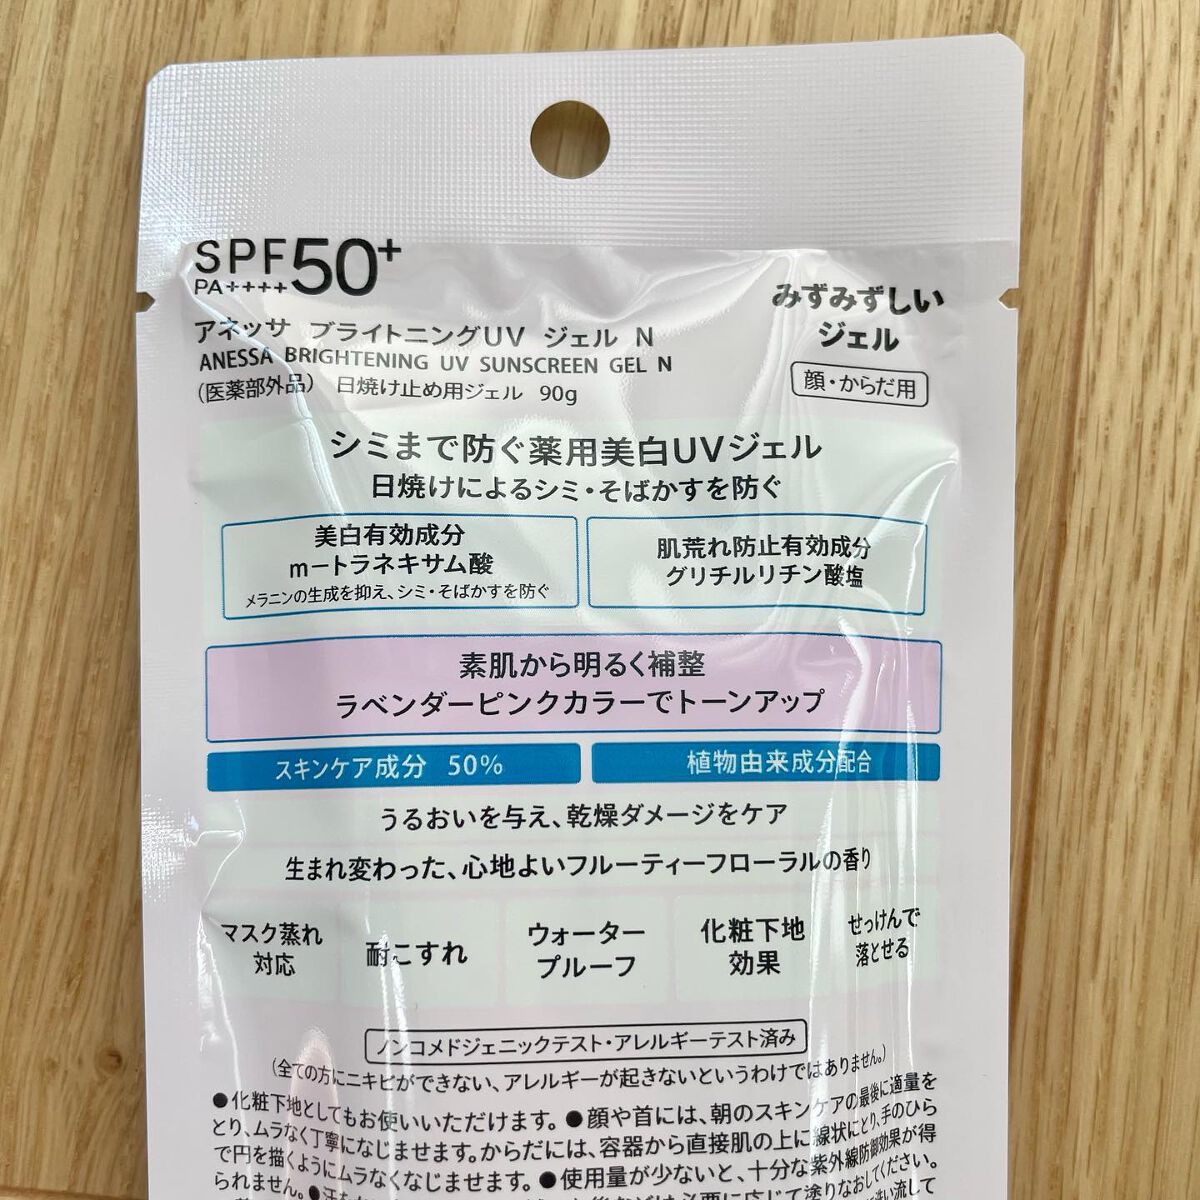 SPF50+
PA++++
アネッサ ブライトニングUV ジェル N
ANESSA BRIGHTENING UV SUNSCREEN GEL N
(医薬部外品) 日焼け止め用ジェル 90g
みずみずしい
ジェル
顔・からだ用
シミまで防ぐ薬用美白UVジェル
日焼けによるシミ・そばかすを防ぐ
美白有効成分
m−トラネキサム酸
メラニンの生成を抑え、シミ・そばかすを防ぐ
肌荒れ防止有効成分
グリチルリチン酸塩
素肌から明るく補整
ラベンダーピンクカラーでトーンアップ
スキンケア成分 50%
植物由来成分配合
うるおいを与え、乾燥ダメージをケア
生まれ変わった、心地よいフルーティーフローラルの香り
マスク蒸れ
対応
耐こすれ
ウォーター
プルーフ
化粧下地
効果
せっけんで
落とせる
ノンコメドジェニックテスト・アレルギーテスト済み
(全ての方にニキビができない、アレルギーが起きないというわけではありません。)
●化粧下地としてもお使いいただけます。●顔や首には、朝のスキンケアの最後に適量を
とり、ムラなく丁寧になじませます。からだには、容器から直接肌の上に線状にとり、手のひら
で円を描くようにムラなくなじませます。●使用量が少ないと、十分な紫外線防御効果が得
られません。
必要に応じて塗りなおしてください。